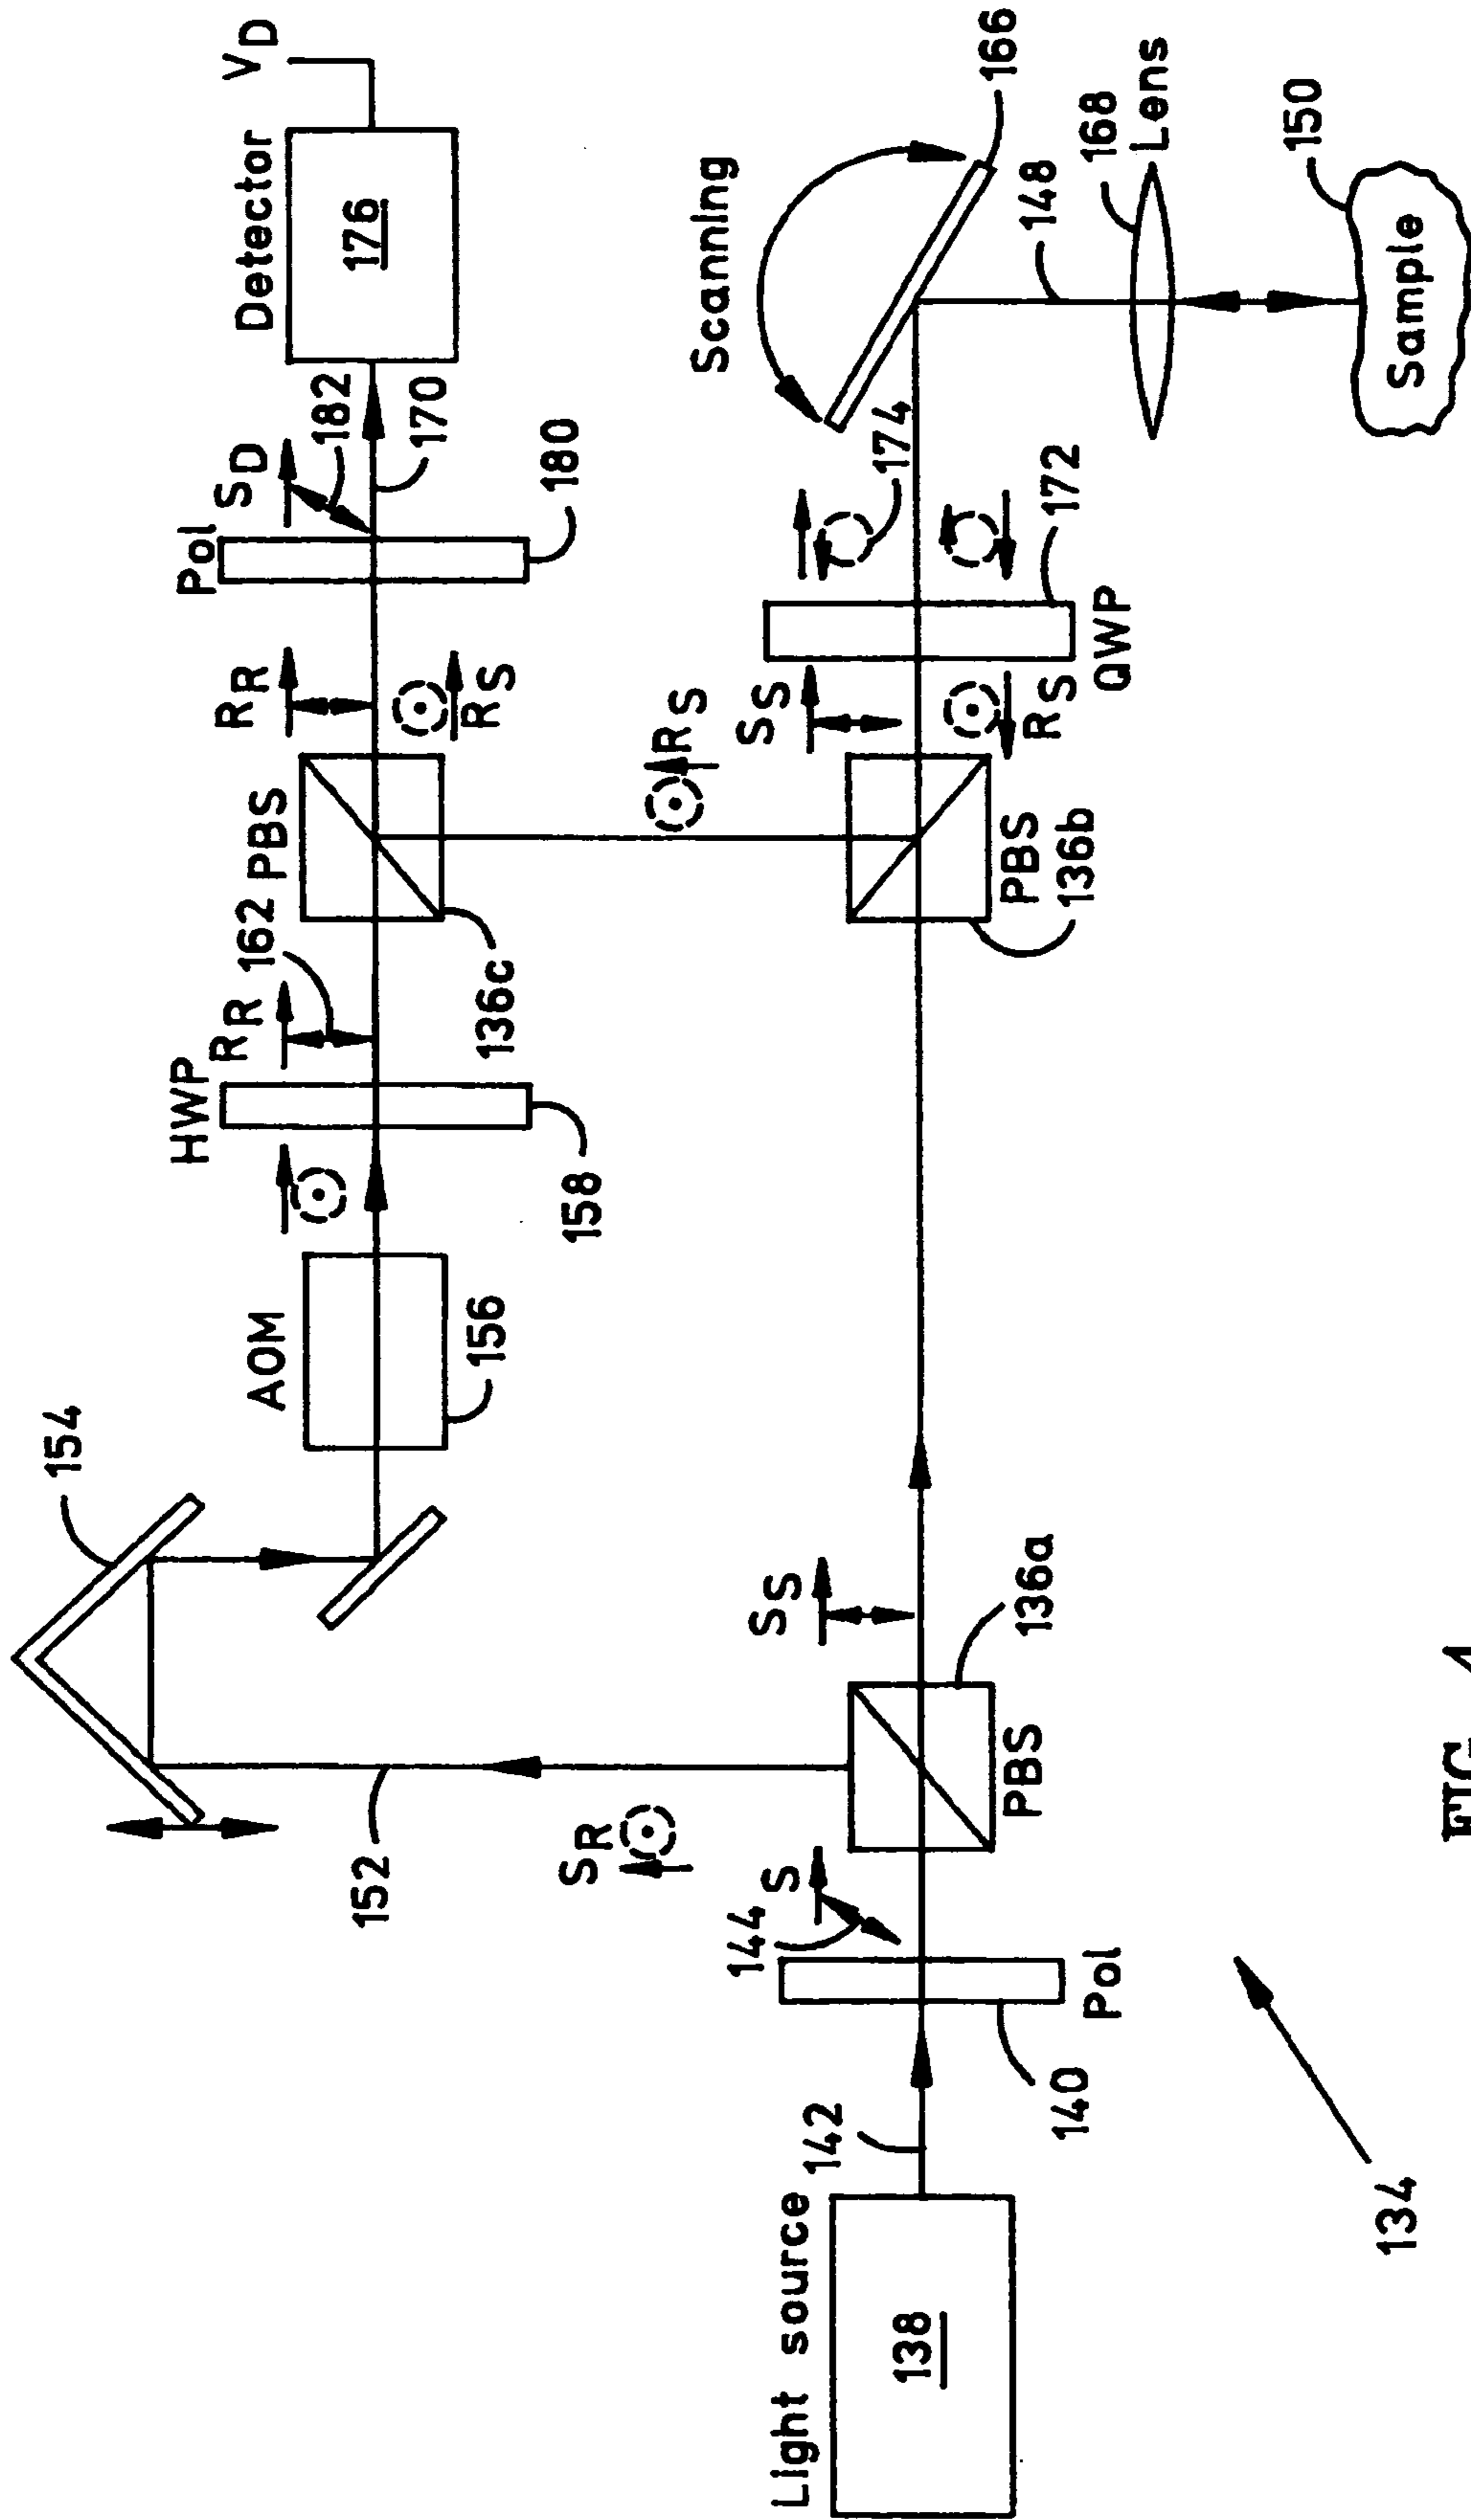 154
AOM
156
HWP
RR
162
158
PBS
136c
RR
RS
Pol
SD
182
170
180
Detector
176
VD
152
SR
RS
Scanning
166
Light source
138
142
140
Pol
144
S
PBS
136a
SS
PBS
136b
SS
RS
QWP
172
174
148
168
Lens
150
Sample
134